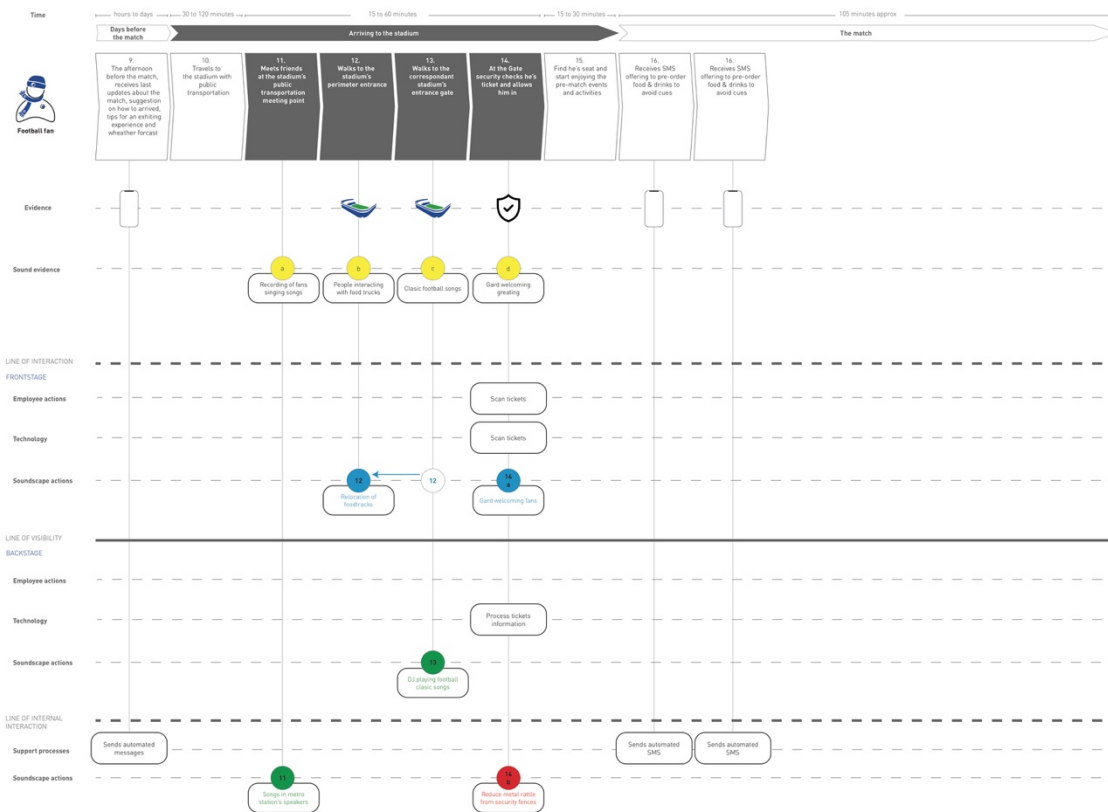 Time
hours to days
30 to 120 minutes
15 to 60 minutes
15 to 30 minutes
105 minutes approx
Days before
the match
Arriving to the stadium
The match
Football fan
9.
The afternoon
before the match,
receives last
updates about the
match, suggestion
on how to arrived,
tips for an exhiting
experience and
wheather forcast
10.
Travels to
the stadium with
public
transportation
11.
Meets friends
at the stadium's
public
transportation
meeting point
12.
Walks to the
stadium's
perimeter entrance
13.
Walks to the
correspondant
stadium's
entrance gate
14.
At the Gate
security checks he's
ticket and allows
him in
15.
Find he's seat and
start enjoying the
pre-match events
and activities
16.
Receives SMS
offering to pre-order
food & drinks to
avoid cues
16.
Receives SMS
offering to pre-order
food & drinks to
avoid cues
Evidence
Sound evidence
a
Recording of fans
singing songs
b
People interacting
with food trucks
c
Clasic football songs
d
Gard welcoming
greating
LINE OF INTERACTION
FRONTSTAGE
Employee actions
Scan tickets
Technology
Scan tickets
Soundscape actions
12
Relocation of
foodtracks
12
14
a
Gard welcoming fans
LINE OF VISIBILITY
BACKSTAGE
Employee actions
Technology
Process tickets
information
Soundscape actions
13
DJ playing football
clasic songs
LINE OF INTERNAL
INTERACTION
Support processes
Sends automated
messages
Sends automated
SMS
Sends automated
SMS
Soundscape actions
11
Songs in metro
station's speakers
14
Reduce metal rattle
from security fences